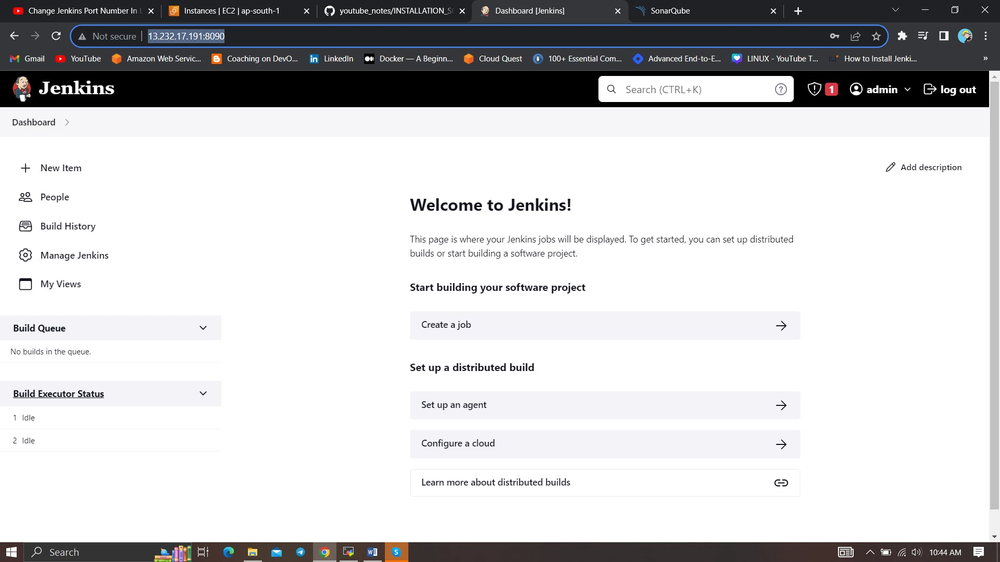 Change Jenkins Port Number In
Instances | EC2 | ap-south-1
youtube_notes/INSTALLATION_S
Dashboard [Jenkins]
SonarQube
Not secure
13.232.17.191:8090
Gmail
YouTube
Amazon Web Servic...
Coaching on DevO...
LinkedIn
Docker — A Beginn...
Cloud Quest
100+ Essential Com...
Advanced End-to-E...
LINUX - YouTube T...
How to Install Jenki...
»
Jenkins
Search (CTRL+K)
1
admin
log out
Dashboard
New Item
Add description
People
Build History
Manage Jenkins
My Views
Build Queue
No builds in the queue.
Build Executor Status
1 Idle
2 Idle
Welcome to Jenkins!
This page is where your Jenkins jobs will be displayed. To get started, you can set up distributed
builds or start building a software project.
Start building your software project
Create a job
Set up a distributed build
Set up an agent
Configure a cloud
Learn more about distributed builds
Search
10:44 AM